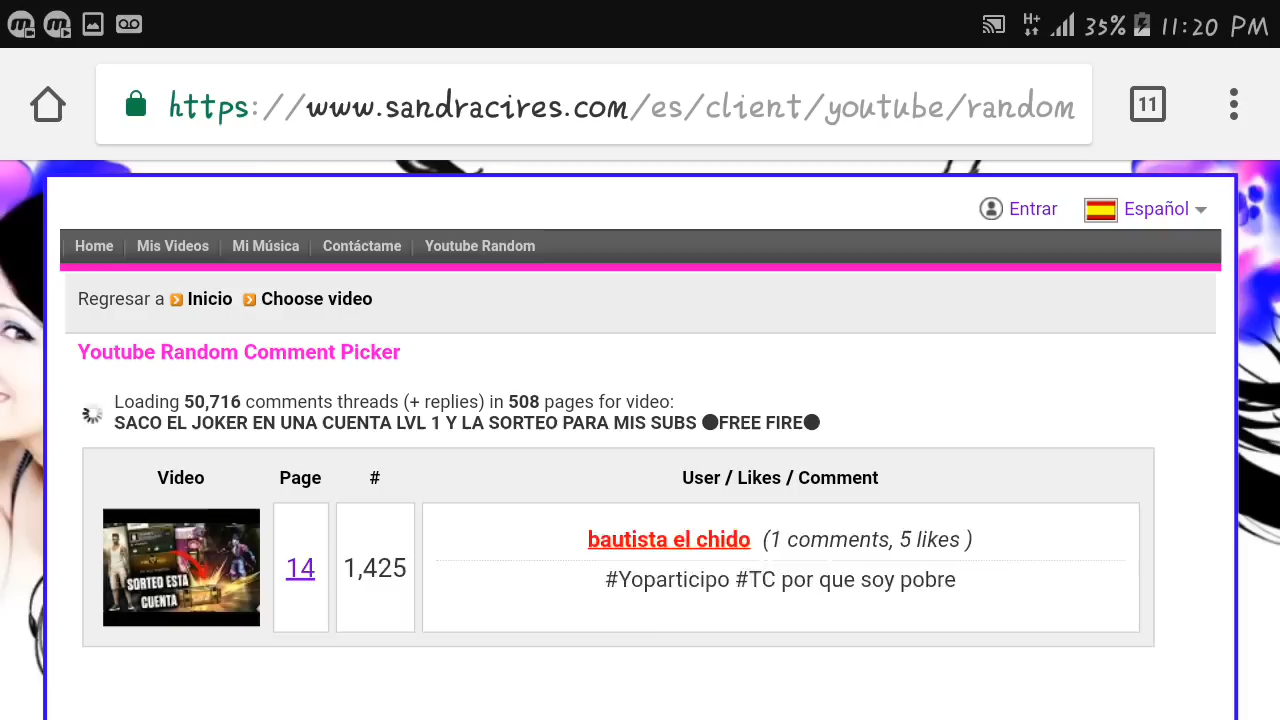 H+ 35% 11:20 PM
https://www.sandracires.com/es/client/youtube/random 11
Entrar Español
Home Mis Videos Mi Música Contáctame Youtube Random
Regresar a Inicio Choose video
Youtube Random Comment Picker
Loading 50,716 comments threads (+ replies) in 508 pages for video:
SACO EL JOKER EN UNA CUENTA LVL 1 Y LA SORTEO PARA MIS SUBS ⚫FREE FIRE⚫
Video Page # User / Likes / Comment
SORTEO ESTA
CUENTA
14 1,425
bautista el chido (1 comments, 5 likes )
#Yoparticipo #TC por que soy pobre